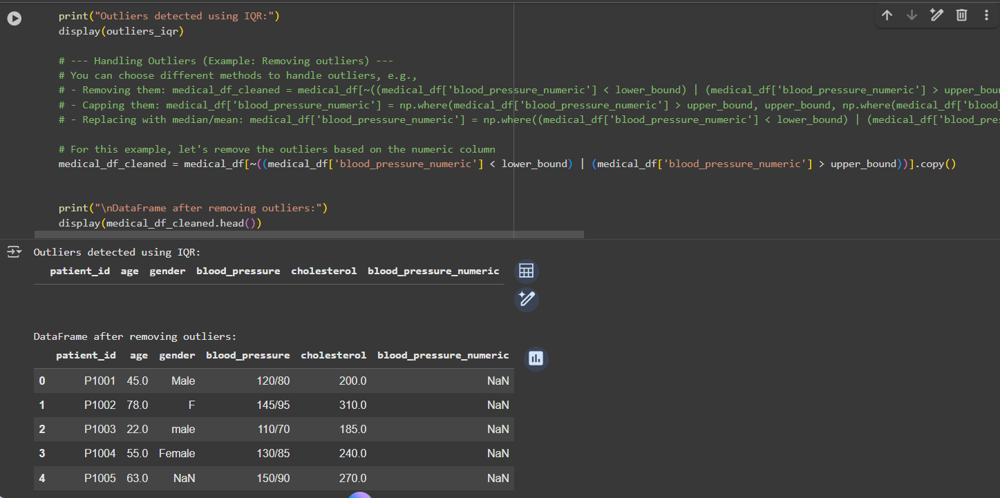 print("Outliers detected using IQR:")
display(outliers_iqr)
# --- Handling Outliers (Example: Removing outliers) ---
# You can choose different methods to handle outliers, e.g.,
# - Removing them: medical_df_cleaned = medical_df[~((medical_df['blood_pressure_numeric'] < lower_bound) | (medical_df['blood_pressure_numeric'] > upper_bou
# - Capping them: medical_df['blood_pressure_numeric'] = np.where(medical_df['blood_pressure_numeric'] > upper_bound, upper_bound, np.where(medical_df['blood_
# - Replacing with median/mean: medical_df['blood_pressure_numeric'] = np.where((medical_df['blood_pressure_numeric'] < lower_bound) | (medical_df['blood_pres
# For this example, let's remove the outliers based on the numeric column
medical_df_cleaned = medical_df[~((medical_df['blood_pressure_numeric'] < lower_bound) | (medical_df['blood_pressure_numeric'] > upper_bound))].copy()
print("\nDataFrame after removing outliers:")
display(medical_df_cleaned.head())
Outliers detected using IQR:
patient_id age gender blood_pressure cholesterol blood_pressure_numeric
DataFrame after removing outliers:
patient_id age gender blood_pressure cholesterol blood_pressure_numeric
0 P1001 45.0 Male 120/80 200.0 NaN
1 P1002 78.0 F 145/95 310.0 NaN
2 P1003 22.0 male 110/70 185.0 NaN
3 P1004 55.0 Female 130/85 240.0 NaN
4 P1005 63.0 NaN 150/90 270.0 NaN